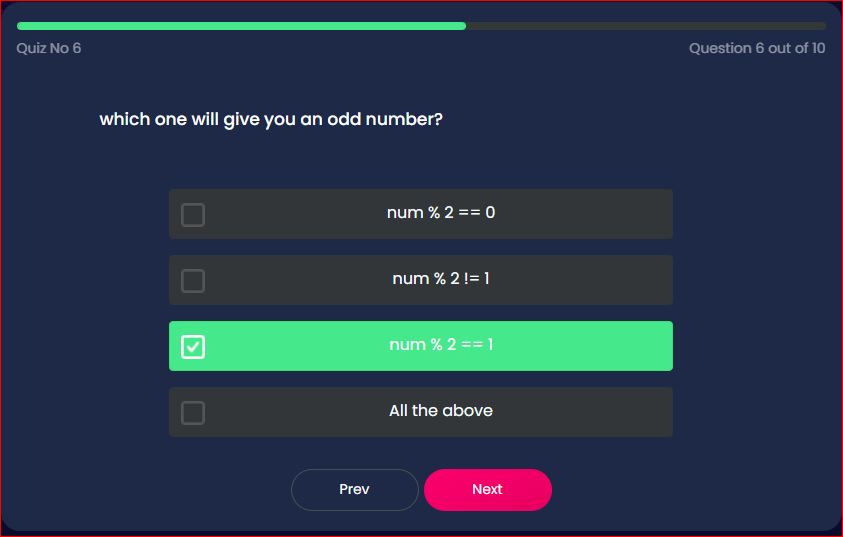 Quiz No 6
Question 6 out of 10
which one will give you an odd number?
num % 2 == 0
num % 2 != 1
num % 2 == 1
All the above
Prev
Next